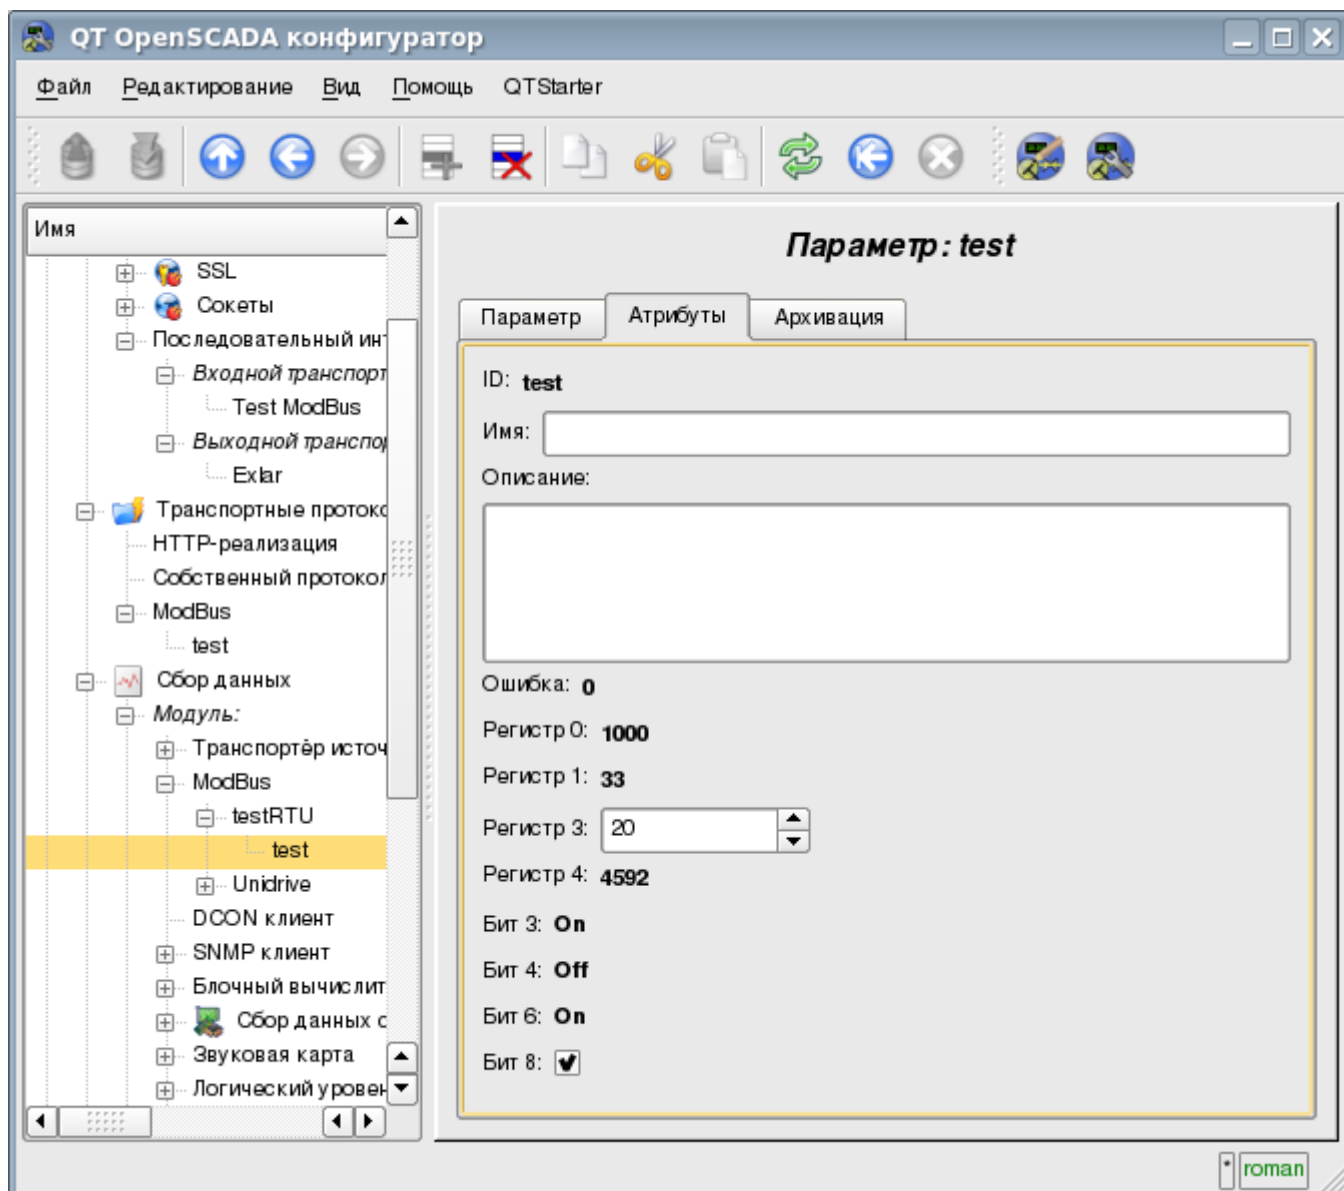 QT OpenSCADA конфигуратор
Файл Редактирование Вид Помощь QTStarter
Имя
SSL
Сокеты
Последовательный инт
Входной транспорт
Test ModBus
Выходной транспор
Exlar
Транспортные протоко
HTTP-реализация
Собственный протокол
ModBus
test
Сбор данных
Модуль:
Транспортёр источ
ModBus
testRTU
test
Unidrive
DCON клиент
SNMP клиент
Блочный вычислит
Сбор данных с
Звуковая карта
Логический уровен
Параметр: test
Параметр Атрибуты Архивация
ID: test
Имя:
Описание:
Ошибка: 0
Регистр 0: 1000
Регистр 1: 33
Регистр 3: 20
Регистр 4: 4592
Бит 3: On
Бит 4: Off
Бит 6: On
Бит 8:
* roman